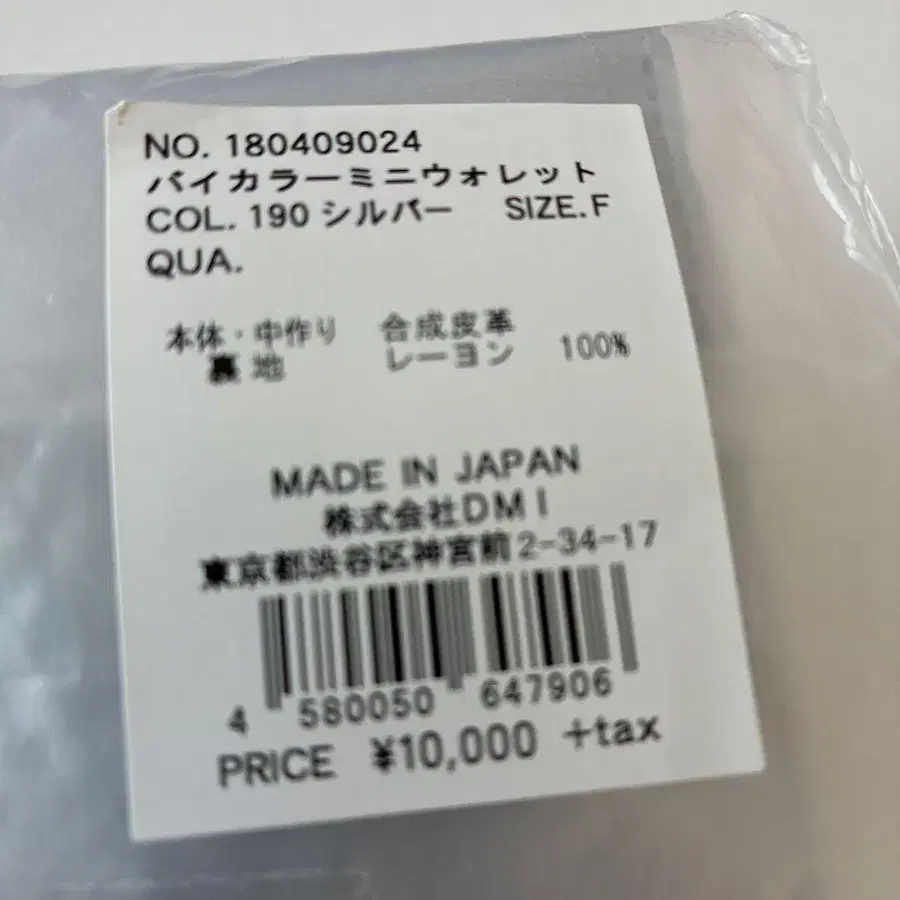 NO. 180409024
バイカラーミニウォレット
COL. 190 シルバー SIZE. F
QUA.
本体・中作り 合成皮革
裏地 レーヨン 100%
MADE IN JAPAN
株式会社DMI
東京都渋谷区神宮前2-34-17
4 580050 647906
PRICE ¥10,000 +tax